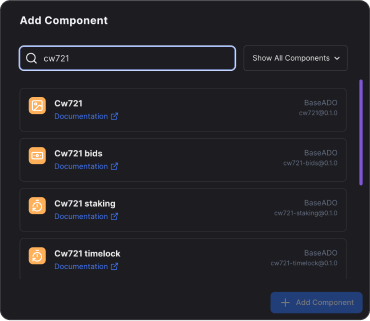 Add Component
cw721
Show All Components
Cw721
BaseADO
Documentation
cw721@0.1.0
Cw721 bids
BaseADO
Documentation
cw721-bids@0.1.0
Cw721 staking
BaseADO
Documentation
cw721-staking@0.1.0
Cw721 timelock
BaseADO
Documentation
cw721-timelock@0.1.0
Add Component